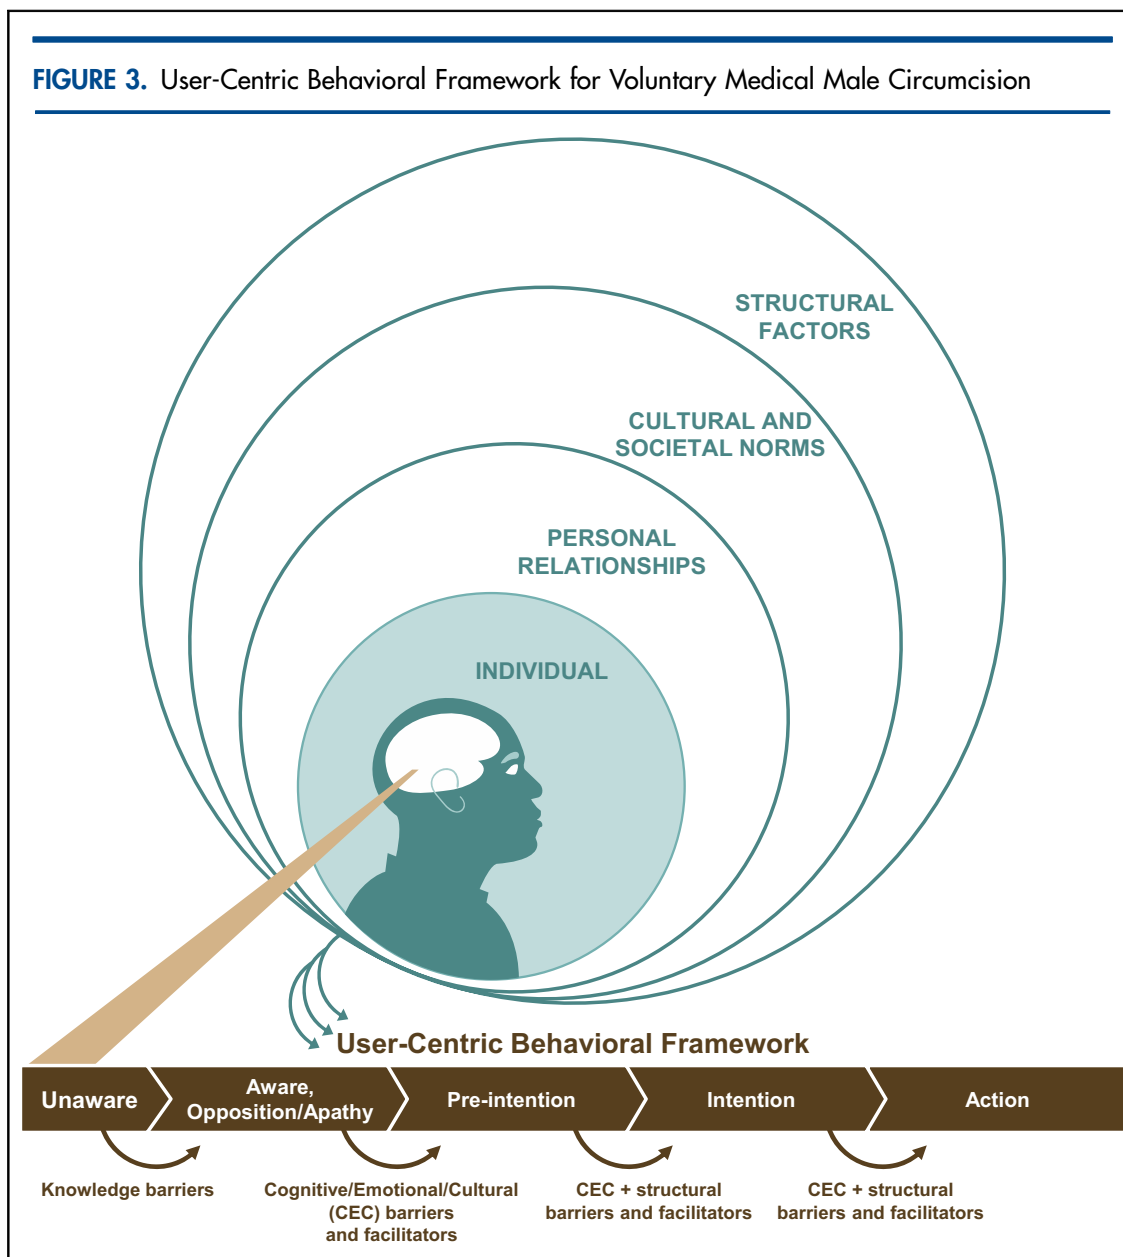 FIGURE 3. User-Centric Behavioral Framework for Voluntary Medical Male Circumcision
STRUCTURAL
FACTORS
CULTURAL AND
SOCIETAL NORMS
PERSONAL
RELATIONSHIPS
INDIVIDUAL
User-Centric Behavioral Framework
Unaware
Aware,
Opposition/Apathy
Pre-intention
Intention
Action
Knowledge barriers
Cognitive/Emotional/Cultural
(CEC) barriers
and facilitators
CEC + structural
barriers and facilitators
CEC + structural
barriers and facilitators